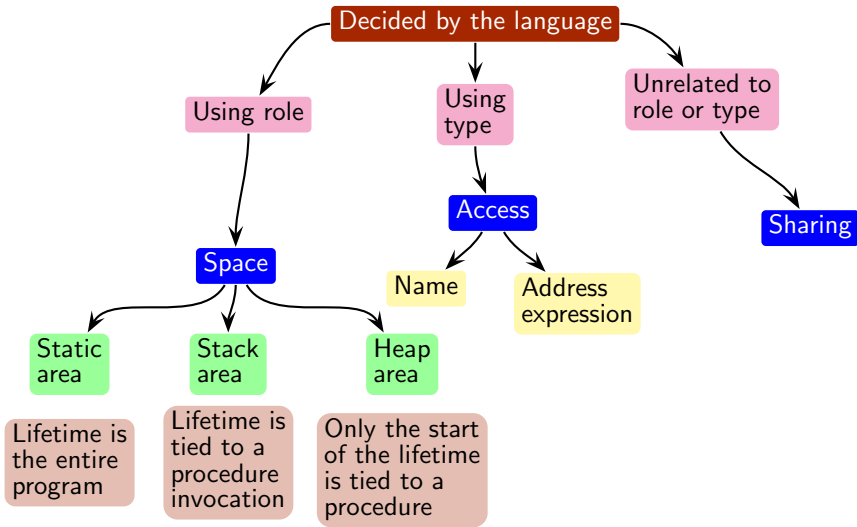 Decided by the language
Using role
Using
type
Unrelated to
role or type
Access
Sharing
Space
Name
Address
expression
Static
area
Stack
area
Heap
area
Lifetime is
the entire
program
Lifetime is
tied to a
procedure
invocation
Only the start
of the lifetime
is tied to a
procedure